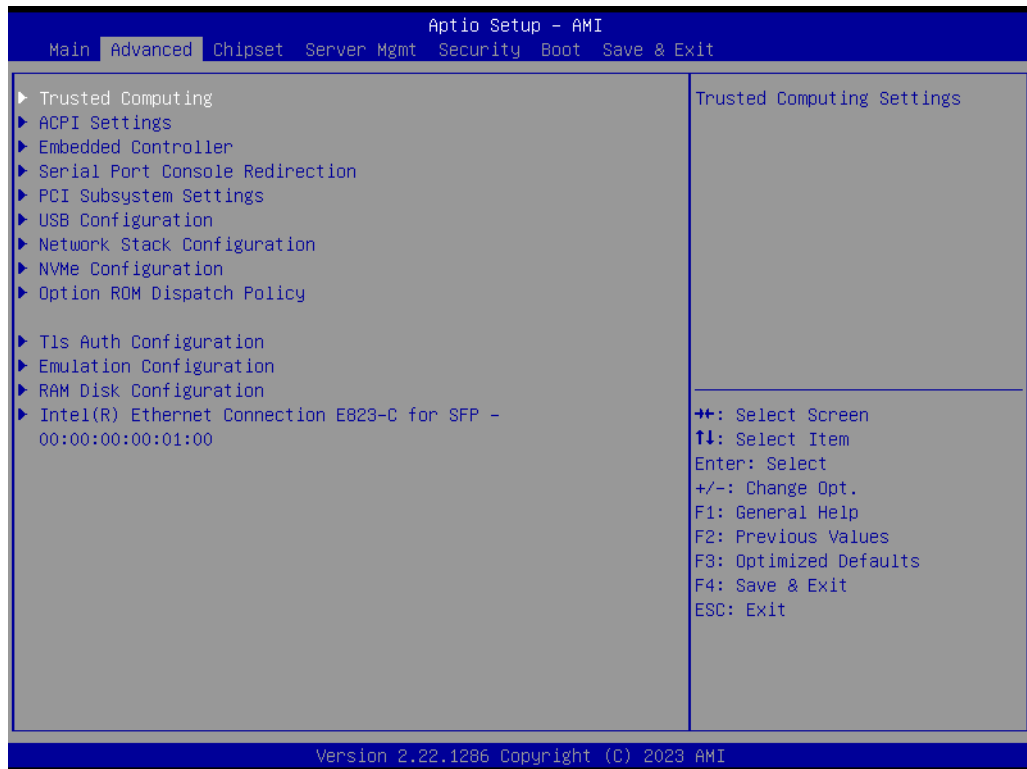 Aptio Setup – AMI
Main Advanced Chipset Server Mgmt Security Boot Save & Exit
▶ Trusted Computing
▶ ACPI Settings
▶ Embedded Controller
▶ Serial Port Console Redirection
▶ PCI Subsystem Settings
▶ USB Configuration
▶ Network Stack Configuration
▶ NVMe Configuration
▶ Option ROM Dispatch Policy
▶ Tls Auth Configuration
▶ Emulation Configuration
▶ RAM Disk Configuration
▶ Intel(R) Ethernet Connection E823-C for SFP –
00:00:00:00:01:00
Trusted Computing Settings
→←: Select Screen
↑↓: Select Item
Enter: Select
+/-: Change Opt.
F1: General Help
F2: Previous Values
F3: Optimized Defaults
F4: Save & Exit
ESC: Exit
Version 2.22.1286 Copyright (C) 2023 AMI